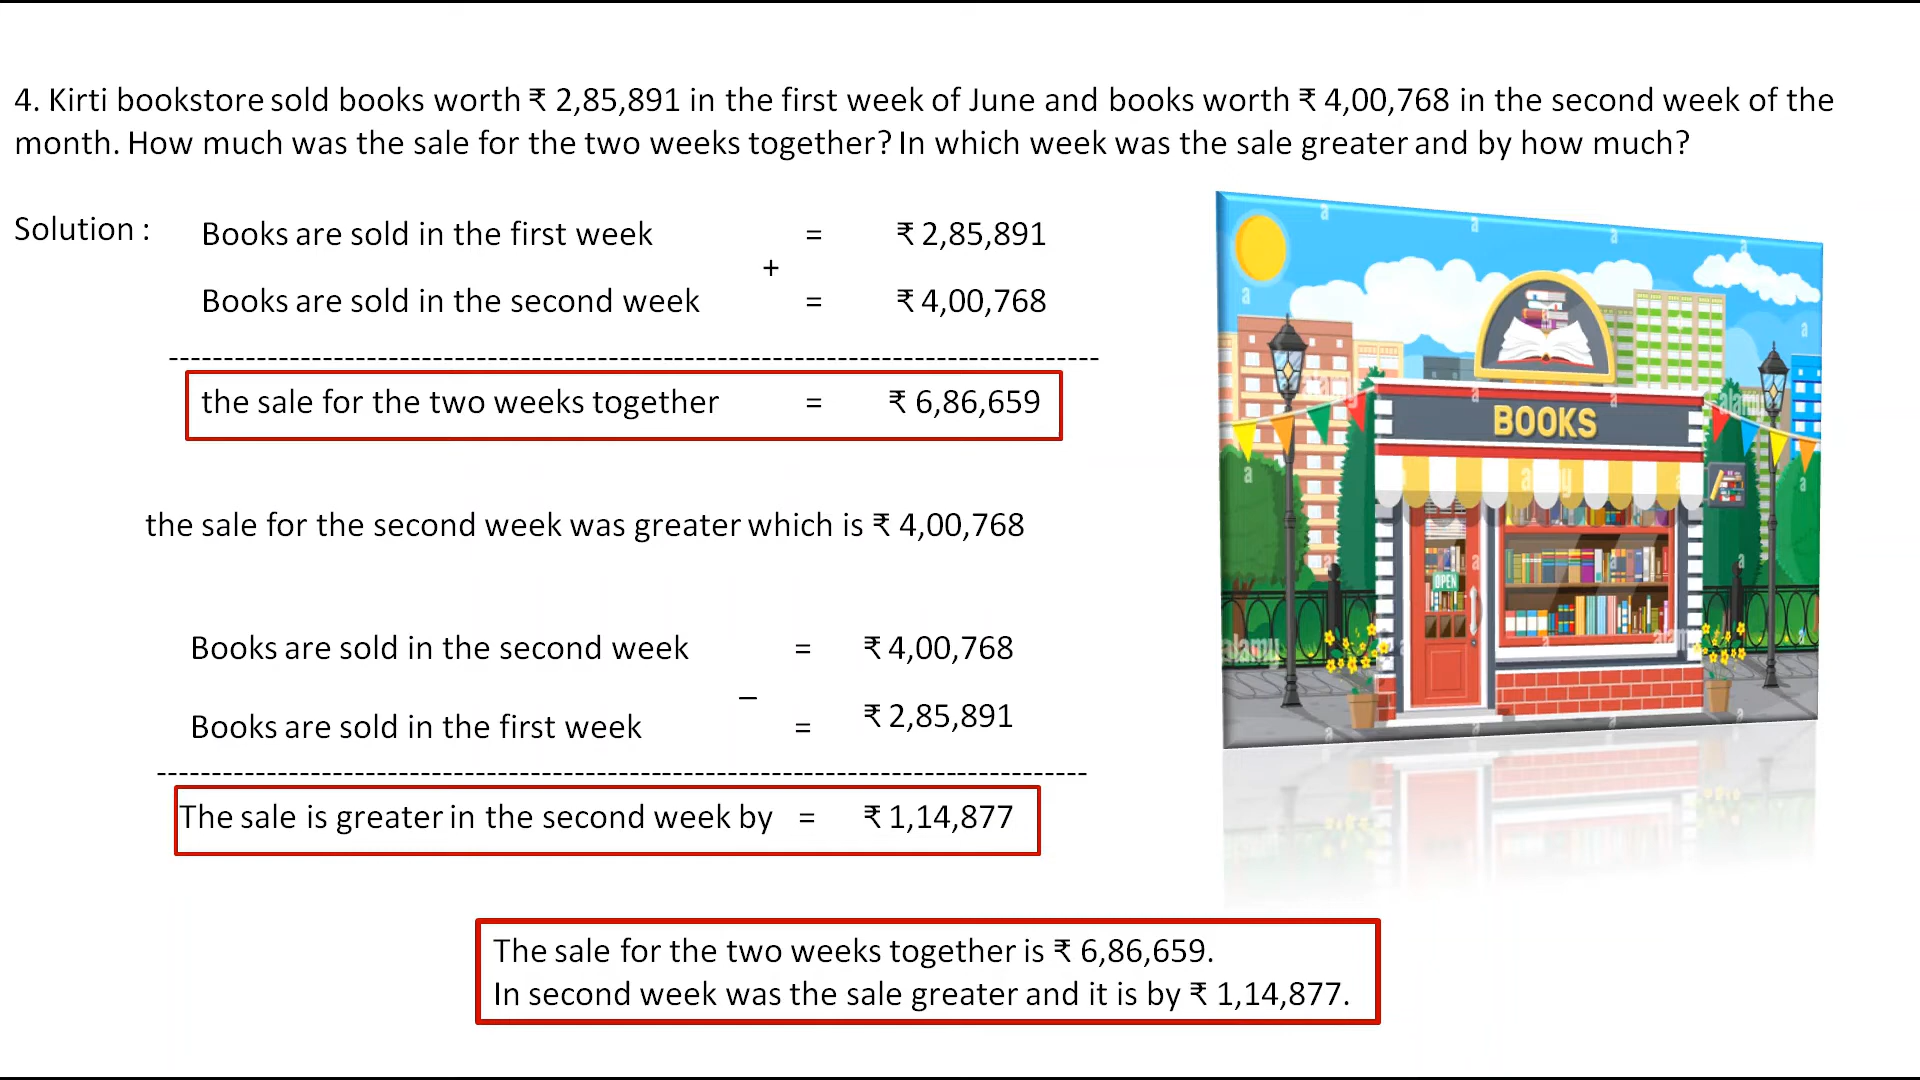 4. Kirti bookstore sold books worth ₹ 2,85,891 in the first week of June and books worth ₹ 4,00,768 in the second week of the
month. How much was the sale for the two weeks together? In which week was the sale greater and by how much?
Solution : Books are sold in the first week = ₹ 2,85,891
+
Books are sold in the second week = ₹ 4,00,768
--------------------------------------------------------------------------------------
the sale for the two weeks together = ₹ 6,86,659
the sale for the second week was greater which is ₹ 4,00,768
Books are sold in the second week = ₹ 4,00,768
–
Books are sold in the first week = ₹ 2,85,891
--------------------------------------------------------------------------------------
The sale is greater in the second week by = ₹ 1,14,877
The sale for the two weeks together is ₹ 6,86,659.
In second week was the sale greater and it is by ₹ 1,14,877.
BOOKS
OPEN
alamy